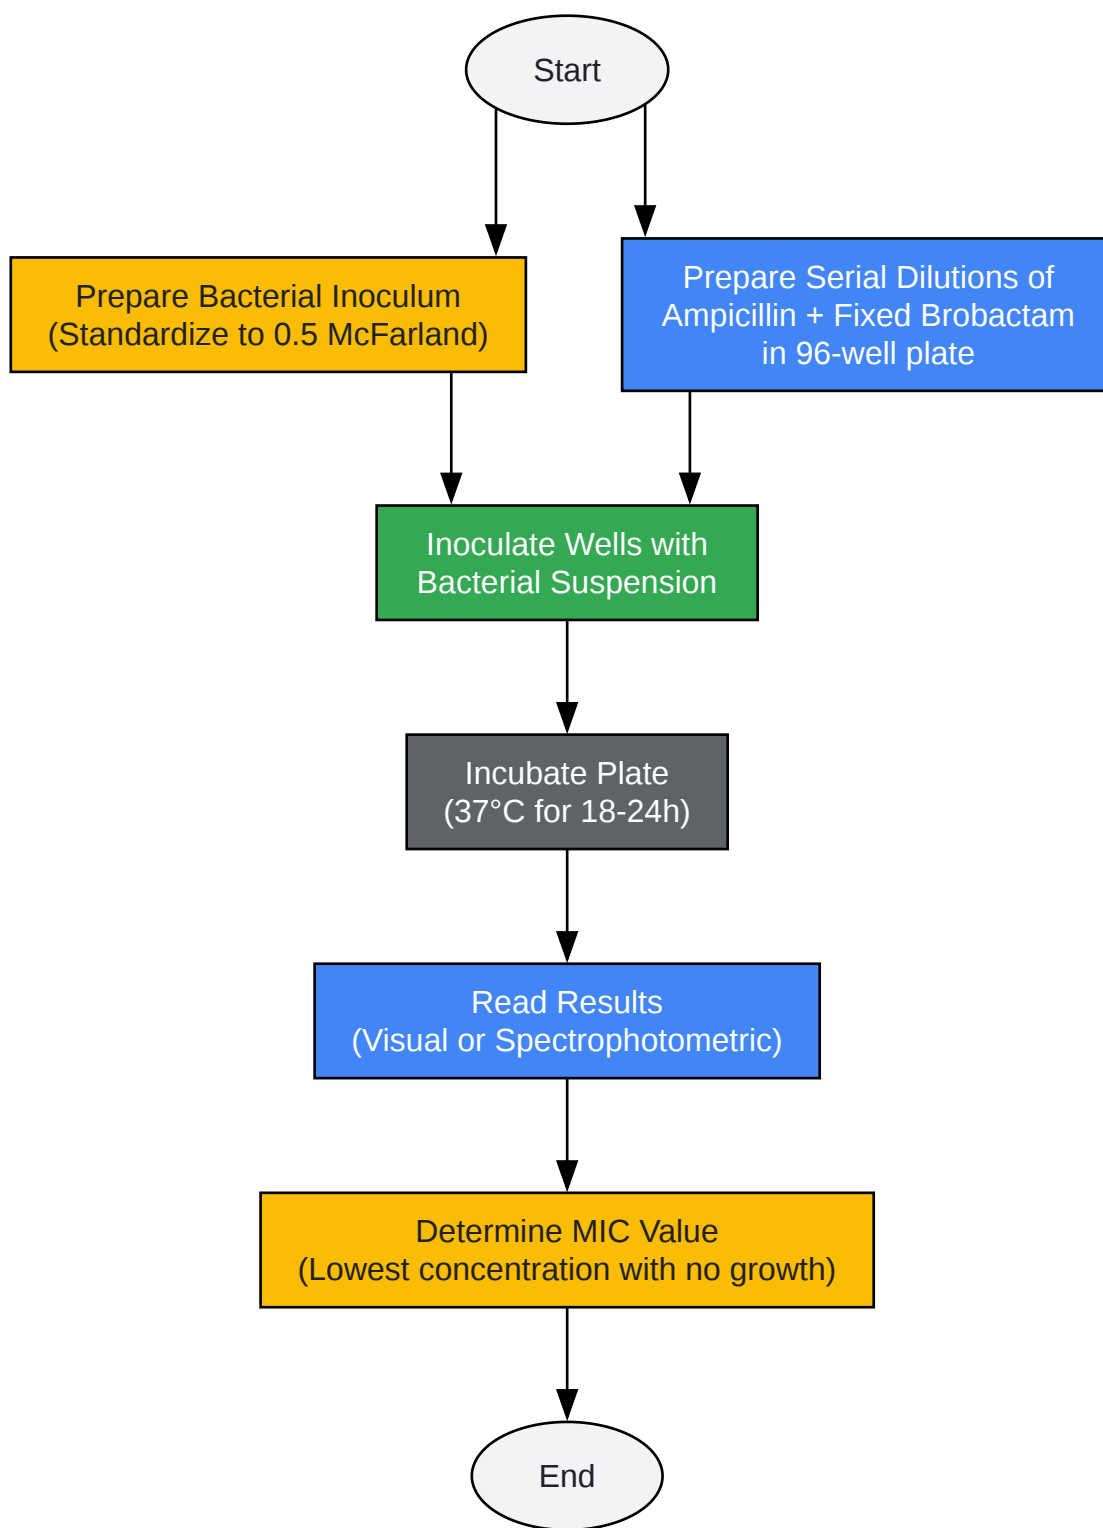 Start
Prepare Bacterial Inoculum
(Standardize to 0.5 McFarland)
Prepare Serial Dilutions of
Ampicillin + Fixed Brobactam
in 96-well plate
Inoculate Wells with
Bacterial Suspension
Incubate Plate
(37°C for 18-24h)
Read Results
(Visual or Spectrophotometric)
Determine MIC Value
(Lowest concentration with no growth)
End